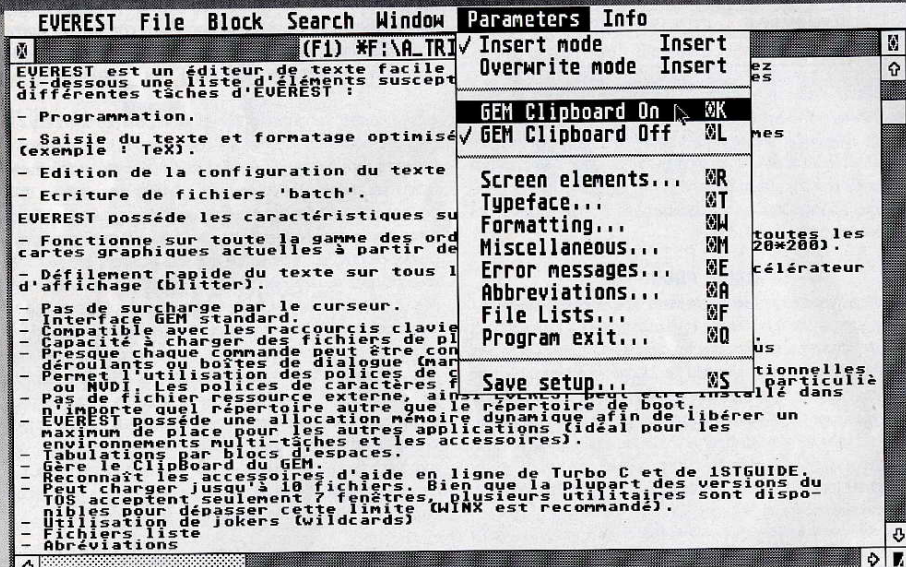 EVEREST File Block Search Window Parameters Info
(F1) *F:\A_TRI
EVEREST est un éditeur de texte facile
ez
ci-dessous une liste d'éléments suscept
es
différentes tâches d'EVEREST :
- Programmation.
- Saisie du texte et formatage optimisé
mes
(exemple : TeX).
- Edition de la configuration du texte
- Ecriture de fichiers 'batch'.
EVEREST posséde les caractéristiques su
- Fonctionne sur toute la gamme des ord
toutes les
cartes graphiques actuelles à partir de
20*200).
- Défilement rapide du texte sur tous l
célérateur
d'affichage (blitter).
- Pas de surcharge par le curseur.
- Interface GEM standard.
- Compatible avec les raccourcis clavie
- Capacité à charger des fichiers de pl
.
- Presque chaque commande peut être con
us
déroulants ou boîtes de dialogue (mar
- Permet l'utilisation des polices de c
tionnelles
ou NVDI. Les polices de caractères f
particuliè
- Pas de fichier ressource externe, ainsi EVEREST peut être installé dans
n'importe quel répertoire autre que le répertoire de boot.
- EVEREST posséde une allocation mémoire dynamique afin de libérer un
maximum de place pour les autres applications (idéal pour les
environnements multi-tâches et les accessoires).
- Tabulations par blocs d'espaces.
- Gère le ClipBoard du GEM.
- Reconnaît les accessoires d'aide en ligne de Turbo C et de 1STGUIDE.
- Peut charger jusqu'à 10 fichiers. Bien que la plupart des versions du
TOS acceptent seulement 7 fenêtres, plusieurs utilitaires sont dispo-
nibles pour dépasser cette limite (WINX est recommandé).
- Utilisation de jokers (wildcards)
- Fichiers liste
- Abréviations
✓ Insert mode Insert
Overwrite mode Insert
GEM Clipboard On K
✓ GEM Clipboard Off L
Screen elements... R
Typeface... T
Formatting... W
Miscellaneous... M
Error messages... E
Abbreviations... A
File Lists... F
Program exit... Q
Save setup... S